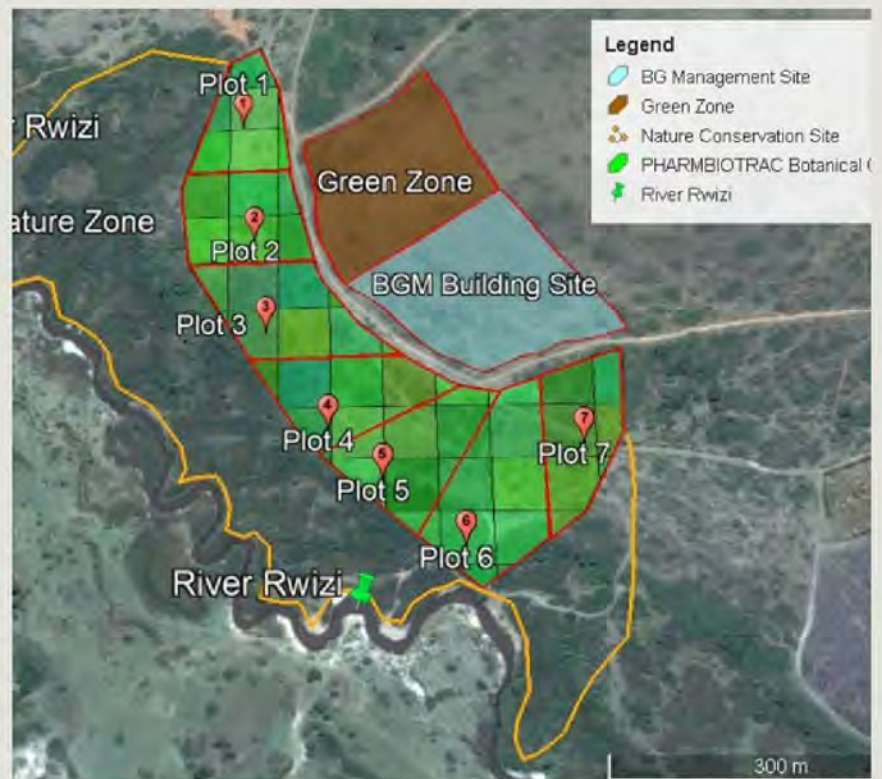 Legend
BG Management Site
Green Zone
Nature Conservation Site
PHARMBIOTRAC Botanical
River Rwizi
Plot 1
1
Rwizi
Green Zone
ature Zone
2
Plot 2
BGM Building Site
3
Plot 3
4
Plot 4
7
Plot 7
5
Plot 5
6
Plot 6
River Rwizi
300 m